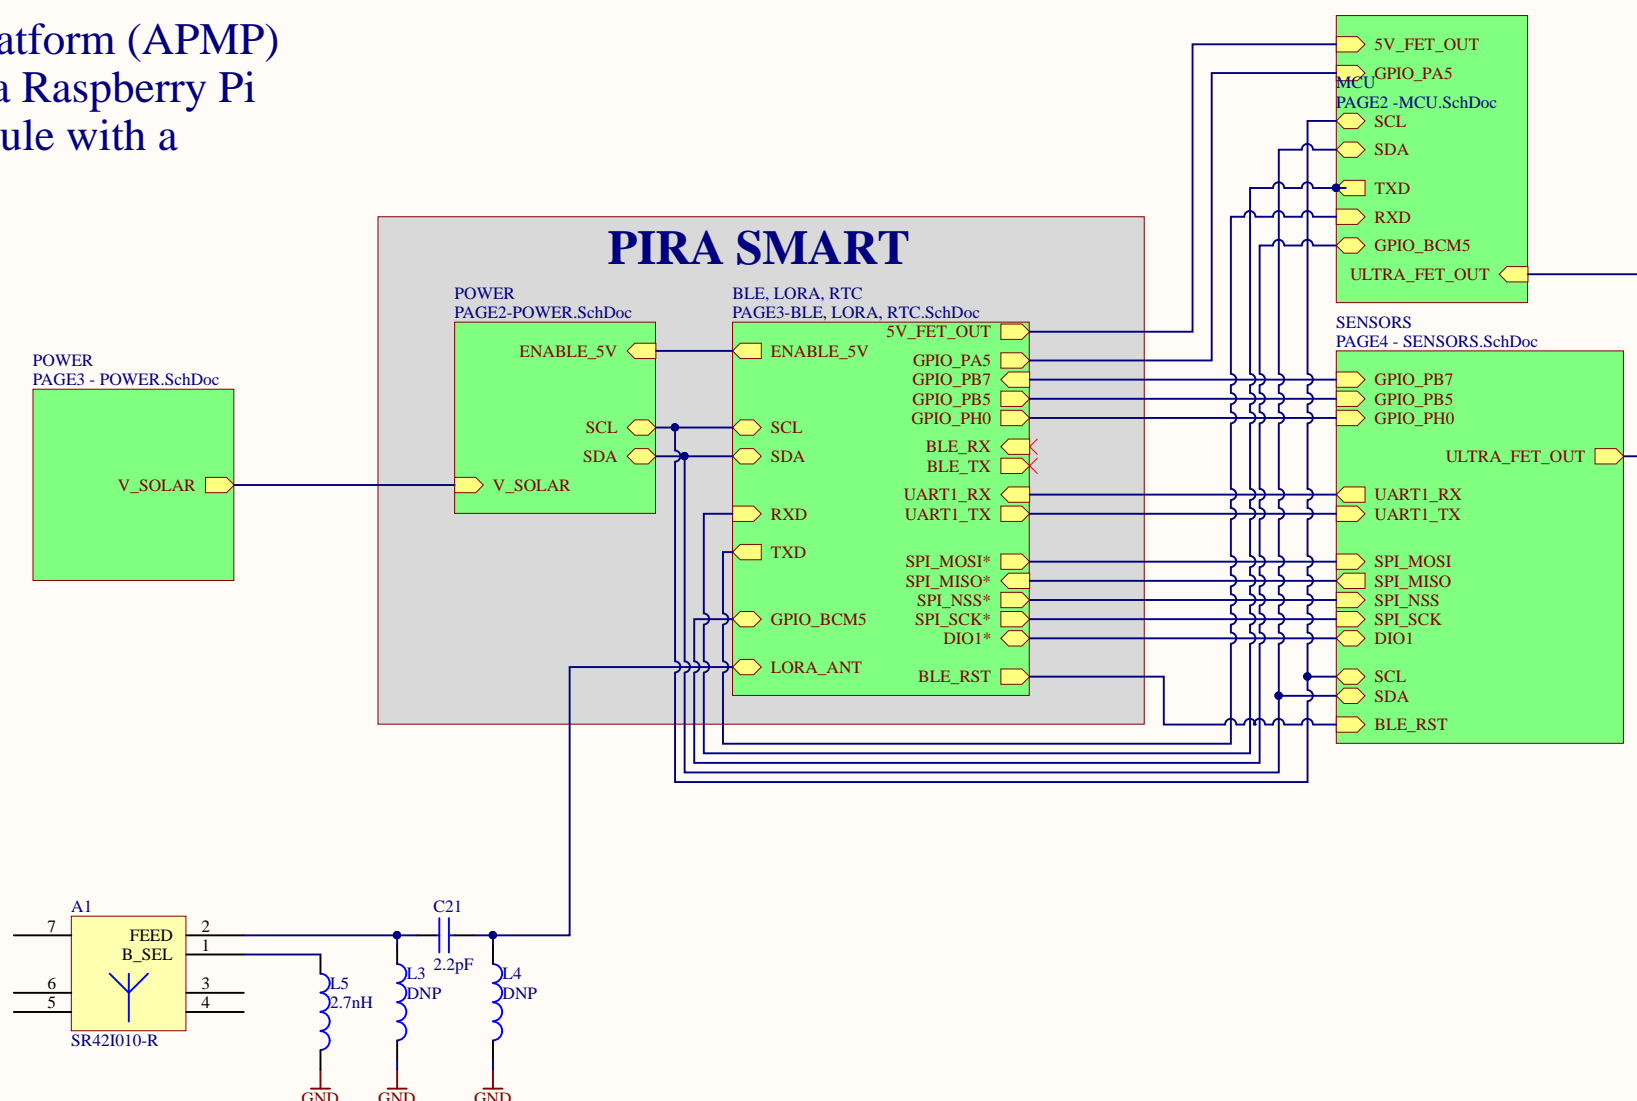 atform (APMP)
a Raspberry Pi
ule with a
PIRA SMART
POWER
PAGE3 - POWER.SchDoc
V_SOLAR
POWER
PAGE2-POWER.SchDoc
ENABLE_5V
SCL
SDA
V_SOLAR
BLE, LORA, RTC
PAGE3-BLE, LORA, RTC.SchDoc
ENABLE_5V
SCL
SDA
RXD
TXD
GPIO_BCM5
LORA_ANT
5V_FET_OUT
GPIO_PA5
GPIO_PB7
GPIO_PB5
GPIO_PH0
BLE_RX
BLE_TX
UART1_RX
UART1_TX
SPI_MOSI*
SPI_MISO*
SPI_NSS*
SPI_SCK*
DIO1*
BLE_RST
5V_FET_OUT
GPIO_PA5
MCU
PAGE2 -MCU.SchDoc
SCL
SDA
TXD
RXD
GPIO_BCM5
ULTRA_FET_OUT
SENSORS
PAGE4 - SENSORS.SchDoc
GPIO_PB7
GPIO_PB5
GPIO_PH0
ULTRA_FET_OUT
UART1_RX
UART1_TX
SPI_MOSI
SPI_MISO
SPI_NSS
SPI_SCK
DIO1
SCL
SDA
BLE_RST
A1
7
FEED
2
B_SEL
1
6
3
5
4
SR42I010-R
C21
2.2pF
L5
2.7nH
L3
DNP
L4
DNP
GND
GND
GND